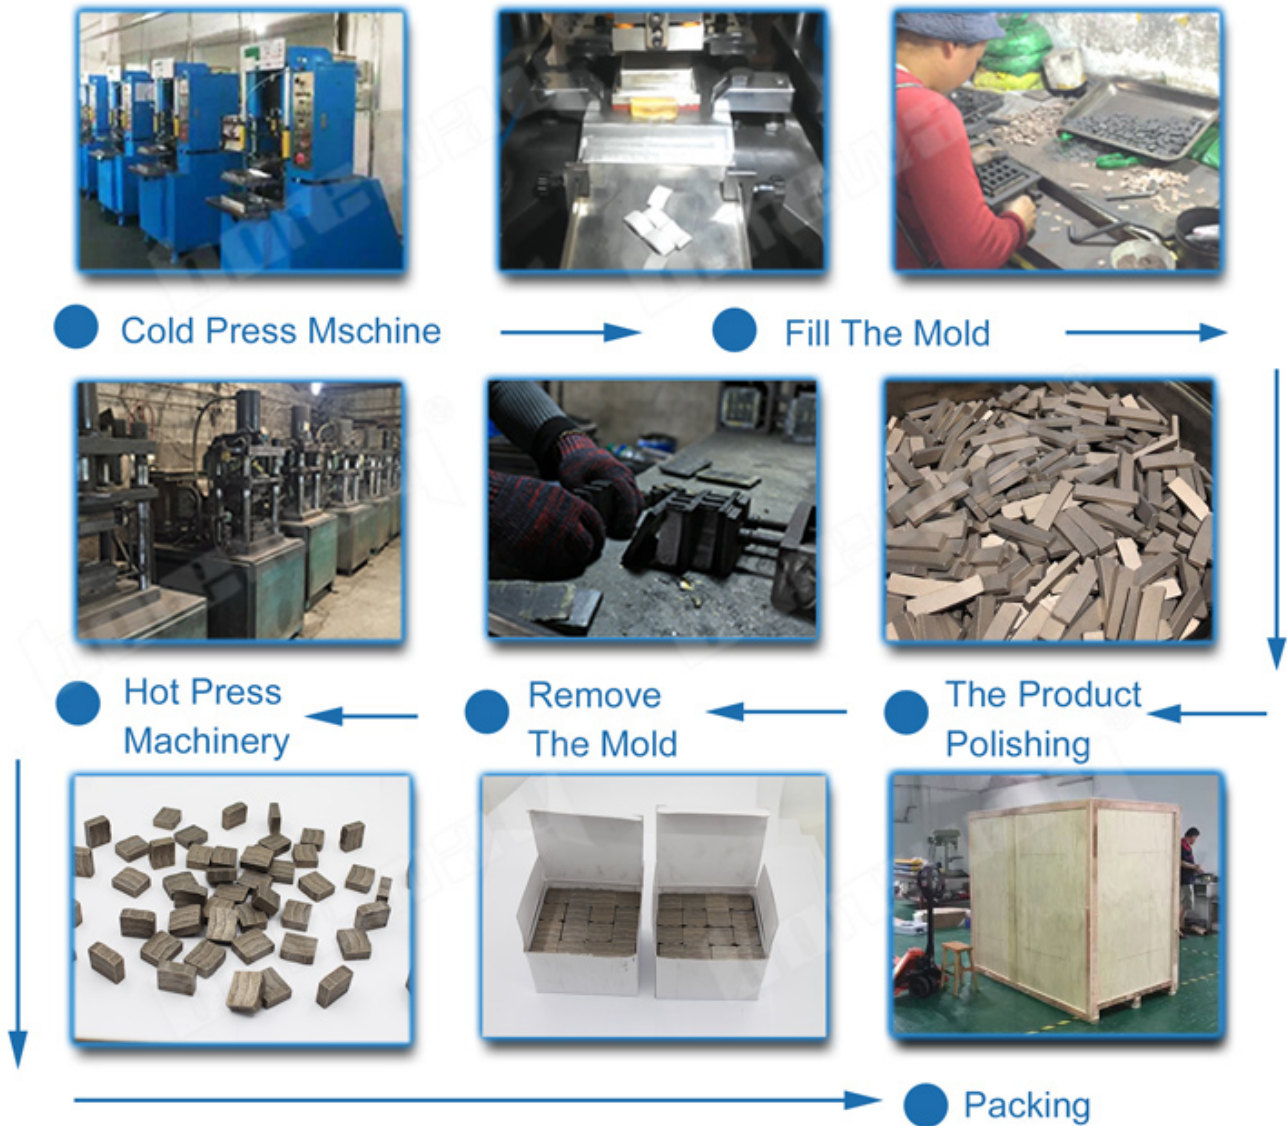 Cold Press Mschine
Fill The Mold
Hot Press
Machinery
Remove
The Mold
The Product
Polishing
Packing